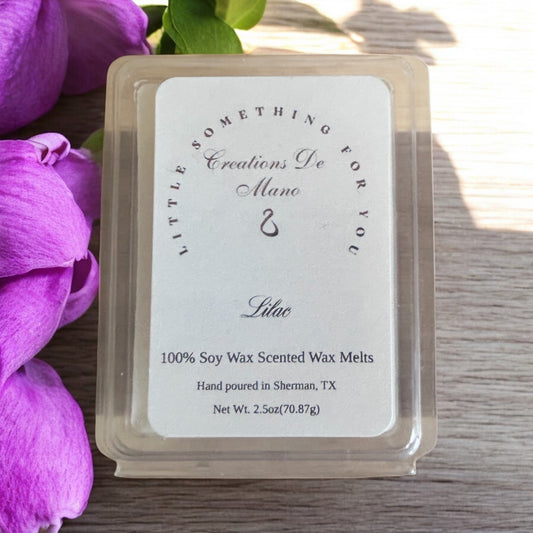 LITTLE SOMETHING FOR YOU
Creations De
Mano
Lilac
100% Soy Wax Scented Wax Melts
Hand poured in Sherman, TX
Net Wt. 2.5oz(70.87g)